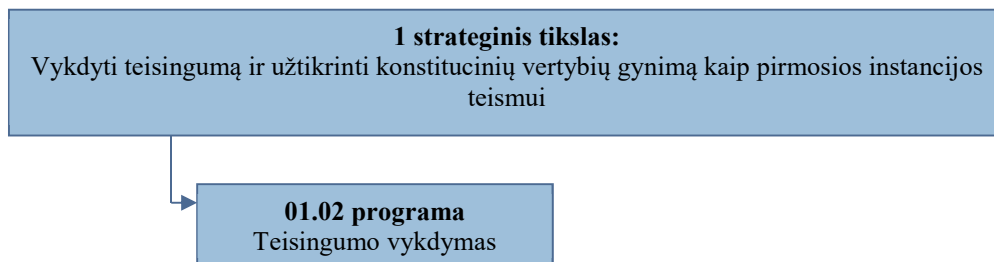 1 strateginis tikslas:
Vykdyti teisingumą ir užtikrinti konstitucinių vertybių gynimą kaip pirmosios instancijos
teismui
01.02 programa
Teisingumo vykdymas